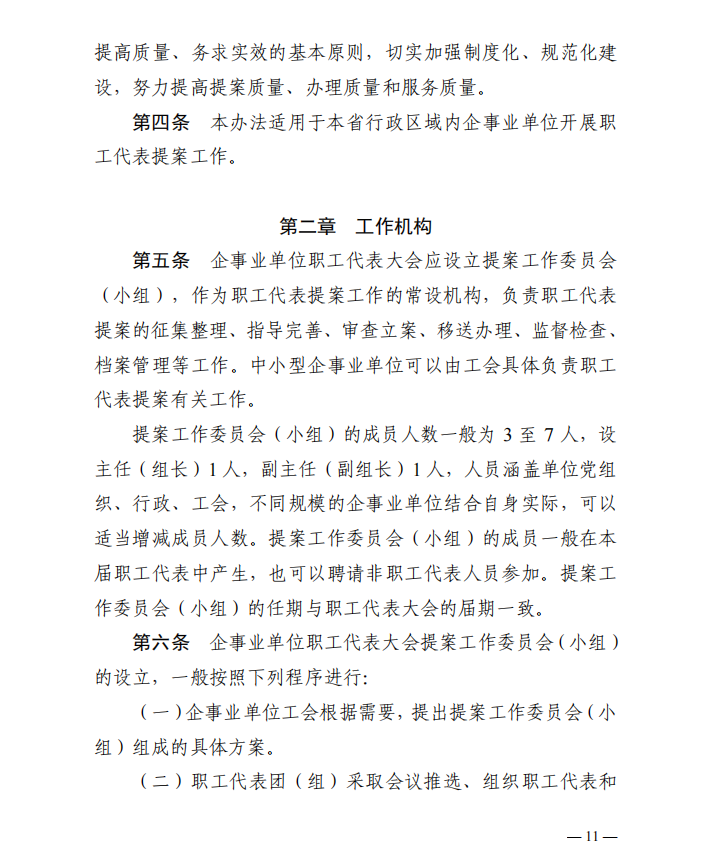 提高质量、务求实效的基本原则，切实加强制度化、规范化建
设，努力提高提案质量、办理质量和服务质量。
第四条　本办法适用于本省行政区域内企事业单位开展职
工代表提案工作。
第二章　工作机构
第五条　企事业单位职工代表大会应设立提案工作委员会
（小组），作为职工代表提案工作的常设机构，负责职工代表
提案的征集整理、指导完善、审查立案、移送办理、监督检查、
档案管理等工作。中小型企事业单位可以由工会具体负责职工
代表提案有关工作。
提案工作委员会（小组）的成员人数一般为 3 至 7 人，设
主任（组长）1 人，副主任（副组长）1 人，人员涵盖单位党组
织、行政、工会，不同规模的企事业单位结合自身实际，可以
适当增减成员人数。提案工作委员会（小组）的成员一般在本
届职工代表中产生，也可以聘请非职工代表人员参加。提案工
作委员会（小组）的任期与职工代表大会的届期一致。
第六条　企事业单位职工代表大会提案工作委员会（小组）
的设立，一般按照下列程序进行：
（一）企事业单位工会根据需要，提出提案工作委员会（小
组）组成的具体方案。
（二）职工代表团（组）采取会议推选、组织职工代表和
— 11 —